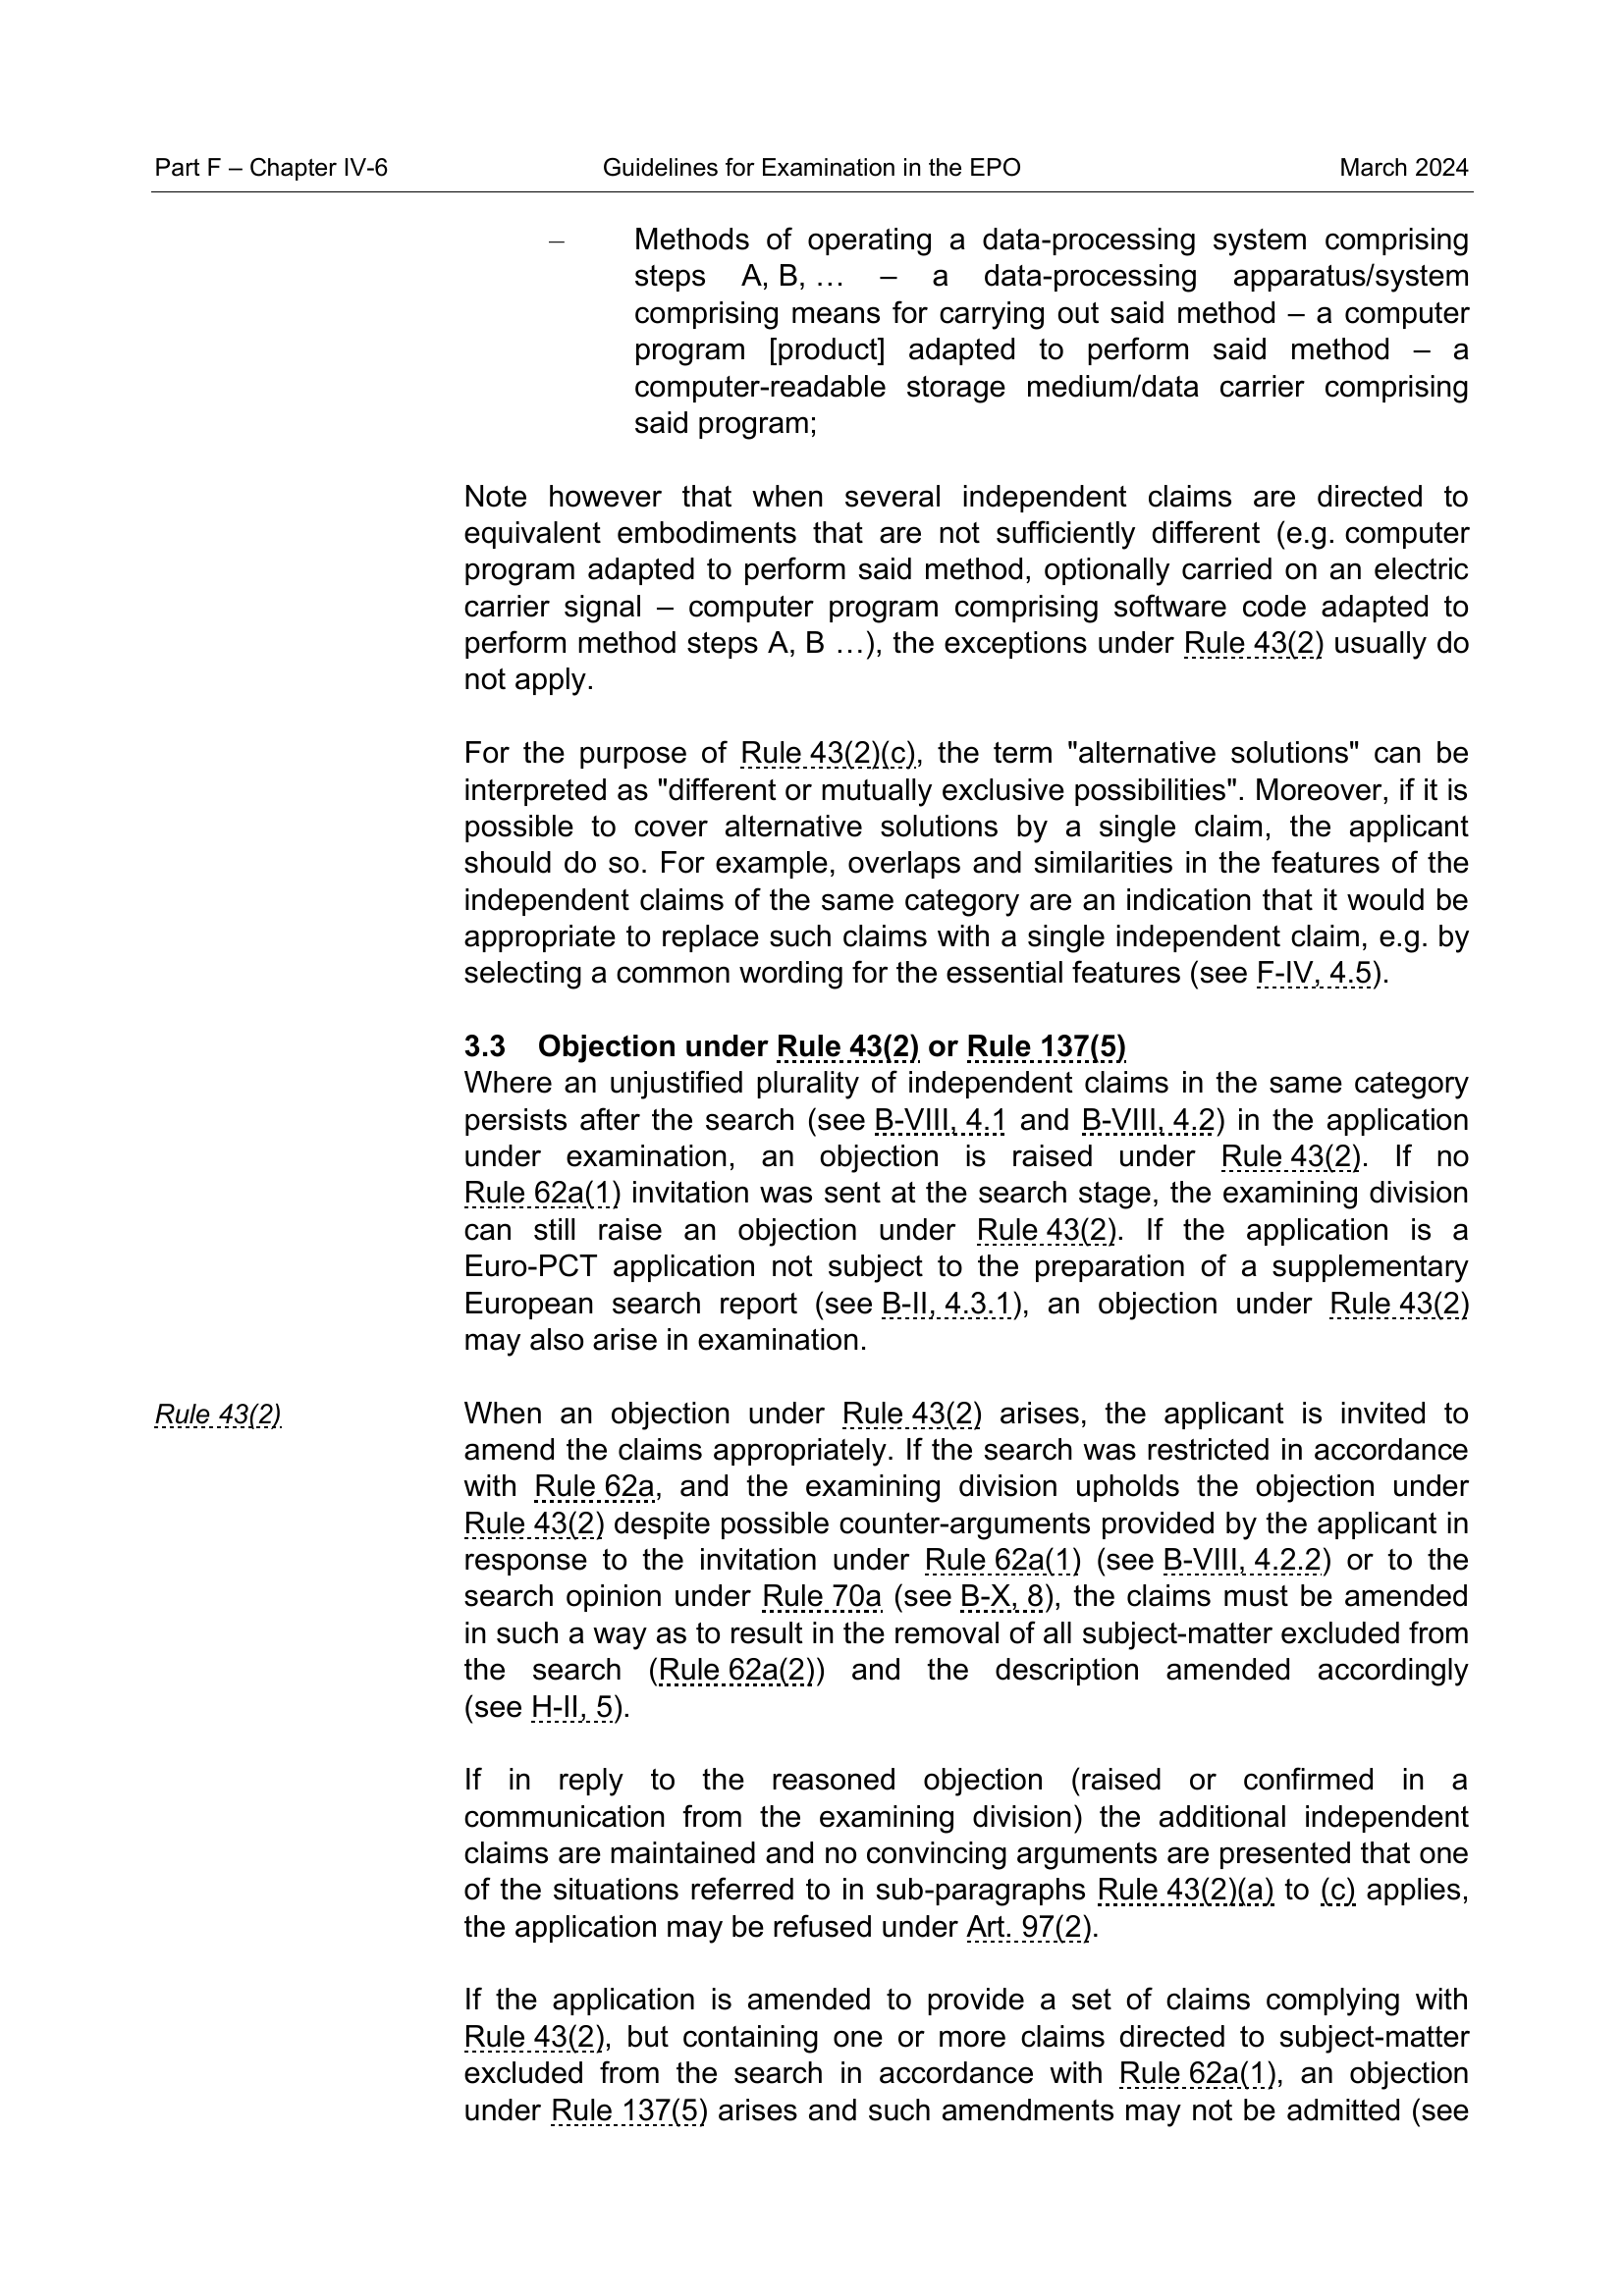 Part F – Chapter IV-6 Guidelines for Examination in the EPO March 2024
– Methods of operating a data-processing system comprising
steps A, B, … – a data-processing apparatus/system
comprising means for carrying out said method – a computer
program [product] adapted to perform said method – a
computer-readable storage medium/data carrier comprising
said program;
Note however that when several independent claims are directed to
equivalent embodiments that are not sufficiently different (e.g. computer
program adapted to perform said method, optionally carried on an electric
carrier signal – computer program comprising software code adapted to
perform method steps A, B …), the exceptions under Rule 43(2) usually do
not apply.
For the purpose of Rule 43(2)(c), the term "alternative solutions" can be
interpreted as "different or mutually exclusive possibilities". Moreover, if it is
possible to cover alternative solutions by a single claim, the applicant
should do so. For example, overlaps and similarities in the features of the
independent claims of the same category are an indication that it would be
appropriate to replace such claims with a single independent claim, e.g. by
selecting a common wording for the essential features (see F-IV, 4.5).
3.3 Objection under Rule 43(2) or Rule 137(5)
Where an unjustified plurality of independent claims in the same category
persists after the search (see B-VIII, 4.1 and B-VIII, 4.2) in the application
under examination, an objection is raised under Rule 43(2). If no
Rule 62a(1) invitation was sent at the search stage, the examining division
can still raise an objection under Rule 43(2). If the application is a
Euro-PCT application not subject to the preparation of a supplementary
European search report (see B-II, 4.3.1), an objection under Rule 43(2)
may also arise in examination.
Rule 43(2) When an objection under Rule 43(2) arises, the applicant is invited to
amend the claims appropriately. If the search was restricted in accordance
with Rule 62a, and the examining division upholds the objection under
Rule 43(2) despite possible counter-arguments provided by the applicant in
response to the invitation under Rule 62a(1) (see B-VIII, 4.2.2) or to the
search opinion under Rule 70a (see B-X, 8), the claims must be amended
in such a way as to result in the removal of all subject-matter excluded from
the search (Rule 62a(2)) and the description amended accordingly
(see H-II, 5).
If in reply to the reasoned objection (raised or confirmed in a
communication from the examining division) the additional independent
claims are maintained and no convincing arguments are presented that one
of the situations referred to in sub-paragraphs Rule 43(2)(a) to (c) applies,
the application may be refused under Art. 97(2).
If the application is amended to provide a set of claims complying with
Rule 43(2), but containing one or more claims directed to subject-matter
excluded from the search in accordance with Rule 62a(1), an objection
under Rule 137(5) arises and such amendments may not be admitted (see